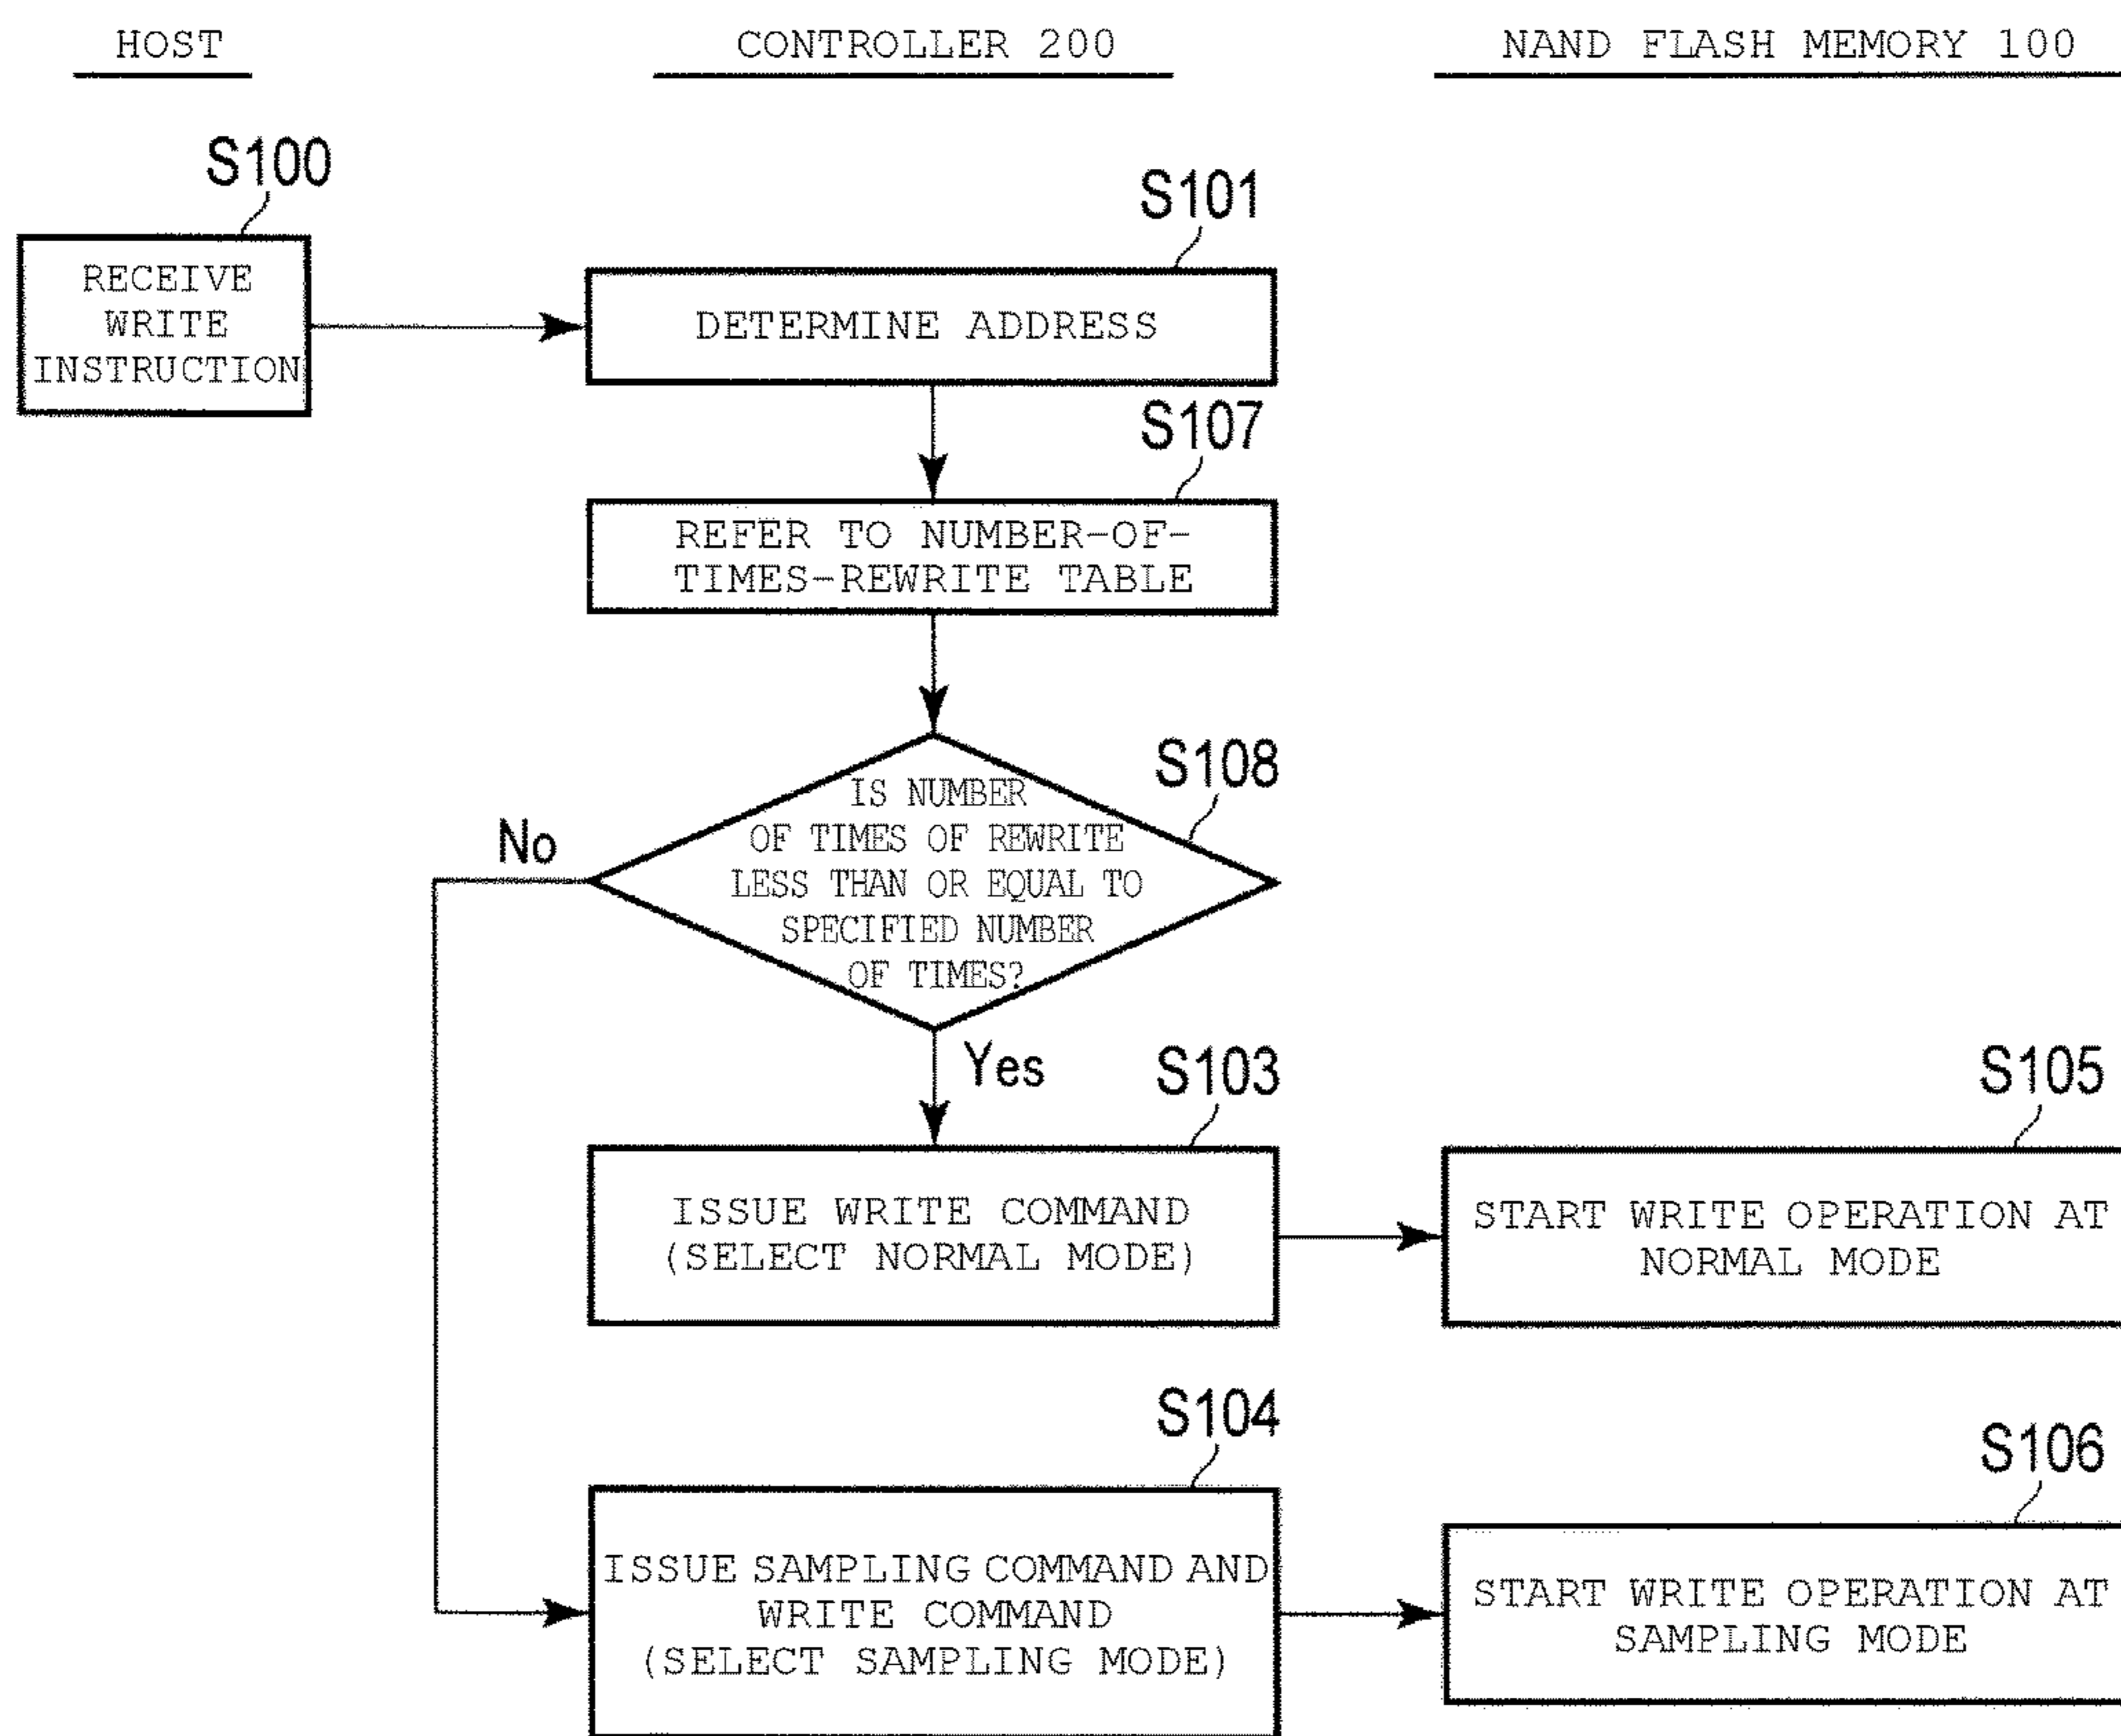 HOST
CONTROLLER 200
NAND FLASH MEMORY 100
S100
RECEIVE
WRITE
INSTRUCTION
S101
DETERMINE ADDRESS
S107
REFER TO NUMBER-OF-
TIMES-REWRITE TABLE
S108
IS NUMBER
OF TIMES OF REWRITE
LESS THAN OR EQUAL TO
SPECIFIED NUMBER
OF TIMES?
No
Yes
S103
ISSUE WRITE COMMAND
(SELECT NORMAL MODE)
S105
START WRITE OPERATION AT
NORMAL MODE
S104
ISSUE SAMPLING COMMAND AND
WRITE COMMAND
(SELECT SAMPLING MODE)
S106
START WRITE OPERATION AT
SAMPLING MODE